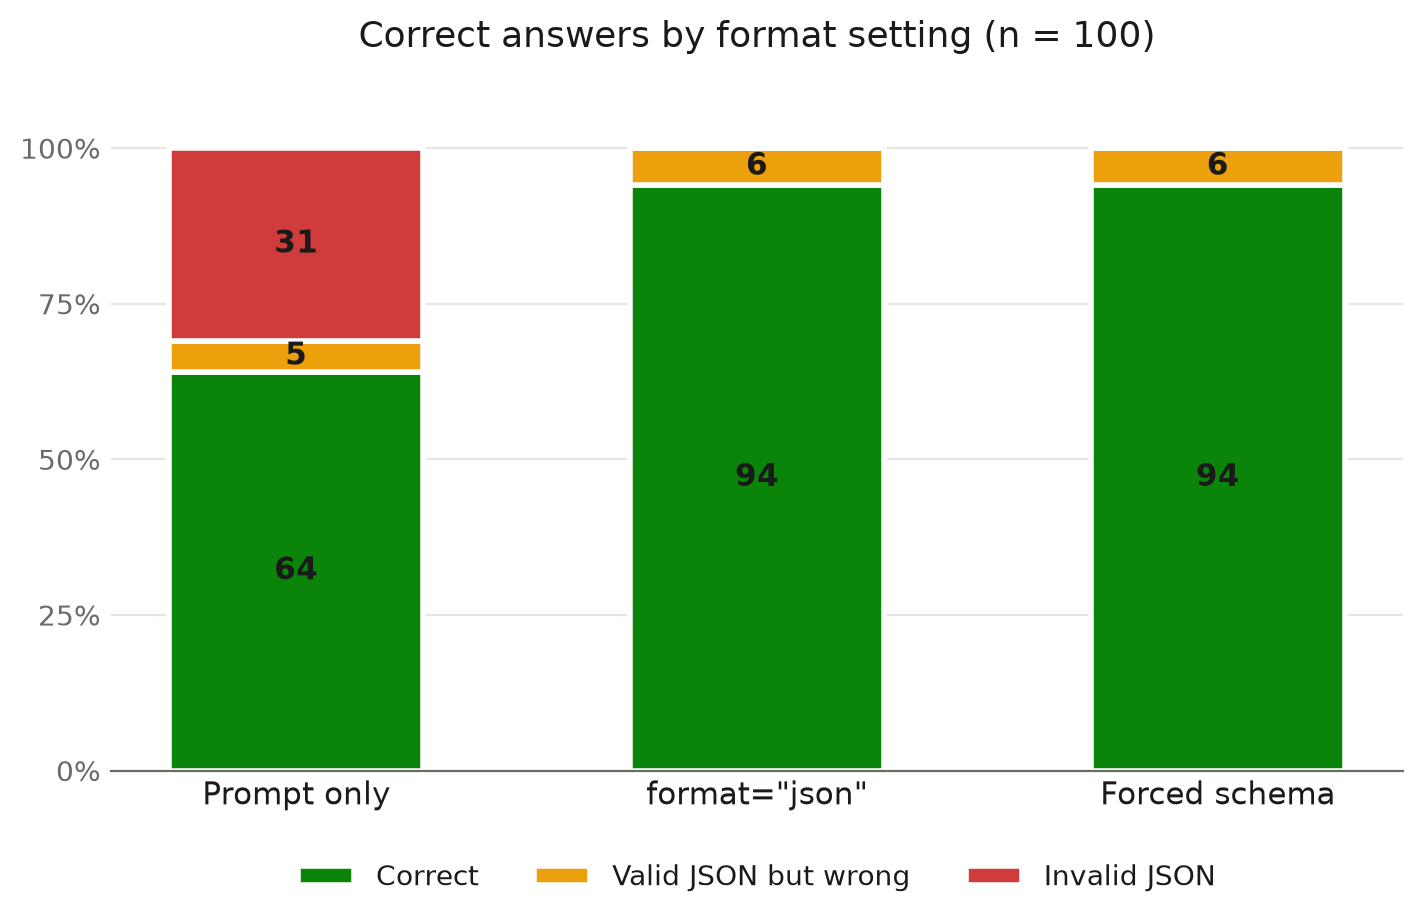 Correct answers by format setting (n = 100)
100%
75%
50%
25%
0%
31
5
64
6
94
6
94
Prompt only
format="json"
Forced schema
Correct
Valid JSON but wrong
Invalid JSON